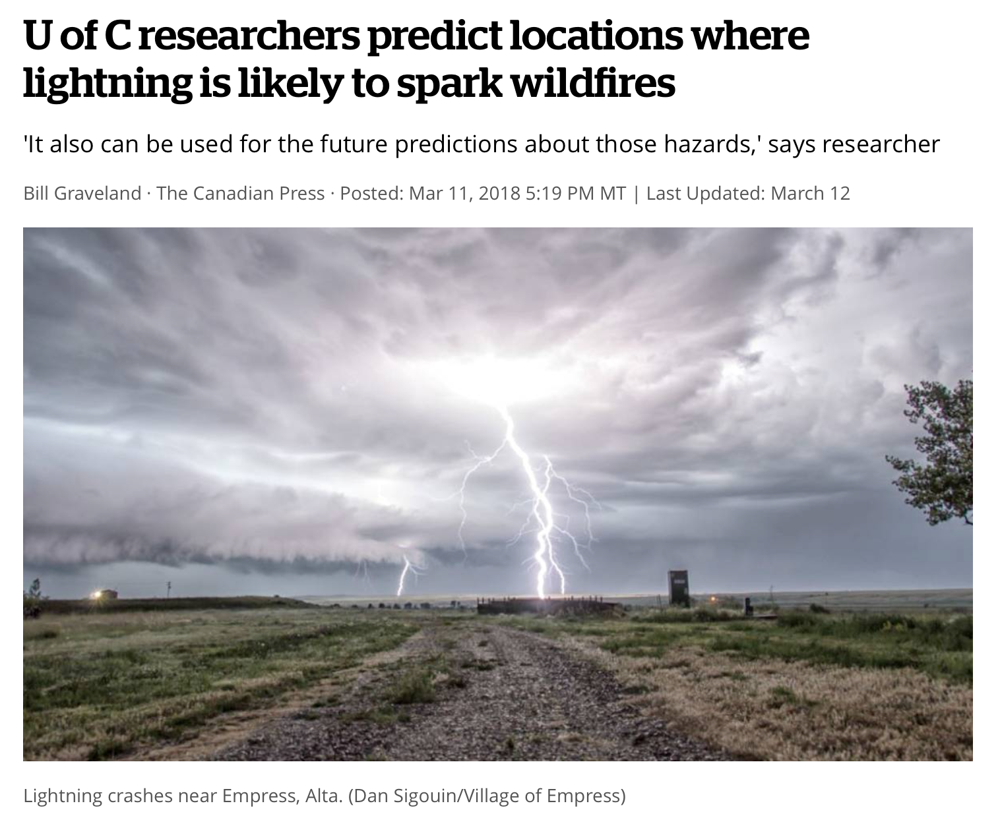 U of C researchers predict locations where
lightning is likely to spark wildfires
'It also can be used for the future predictions about those hazards,' says researcher
Bill Graveland · The Canadian Press · Posted: Mar 11, 2018 5:19 PM MT | Last Updated: March 12
Lightning crashes near Empress, Alta. (Dan Sigouin/Village of Empress)